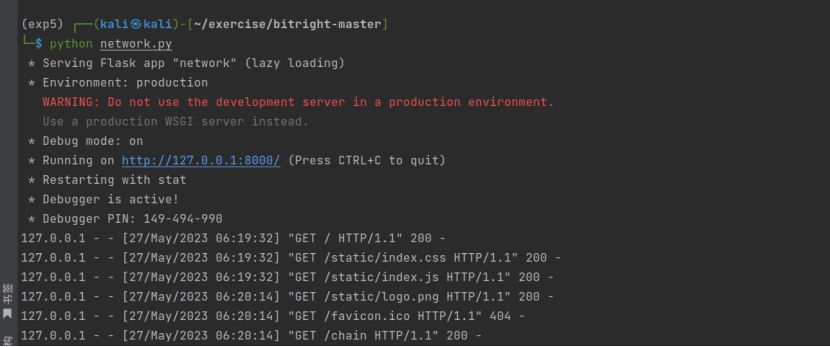 (exp5) ┌──(kali㉿kali)-[~/exercise/bitright-master]
└─$ python network.py
* Serving Flask app "network" (lazy loading)
* Environment: production
WARNING: Do not use the development server in a production environment.
Use a production WSGI server instead.
* Debug mode: on
* Running on http://127.0.0.1:8000/ (Press CTRL+C to quit)
* Restarting with stat
* Debugger is active!
* Debugger PIN: 149-494-990
127.0.0.1 - - [27/May/2023 06:19:32] "GET / HTTP/1.1" 200 -
127.0.0.1 - - [27/May/2023 06:19:32] "GET /static/index.css HTTP/1.1" 200 -
127.0.0.1 - - [27/May/2023 06:19:32] "GET /static/index.js HTTP/1.1" 200 -
127.0.0.1 - - [27/May/2023 06:20:14] "GET /static/logo.png HTTP/1.1" 200 -
127.0.0.1 - - [27/May/2023 06:20:14] "GET /favicon.ico HTTP/1.1" 404 -
127.0.0.1 - - [27/May/2023 06:20:14] "GET /chain HTTP/1.1" 200 -
书签
构